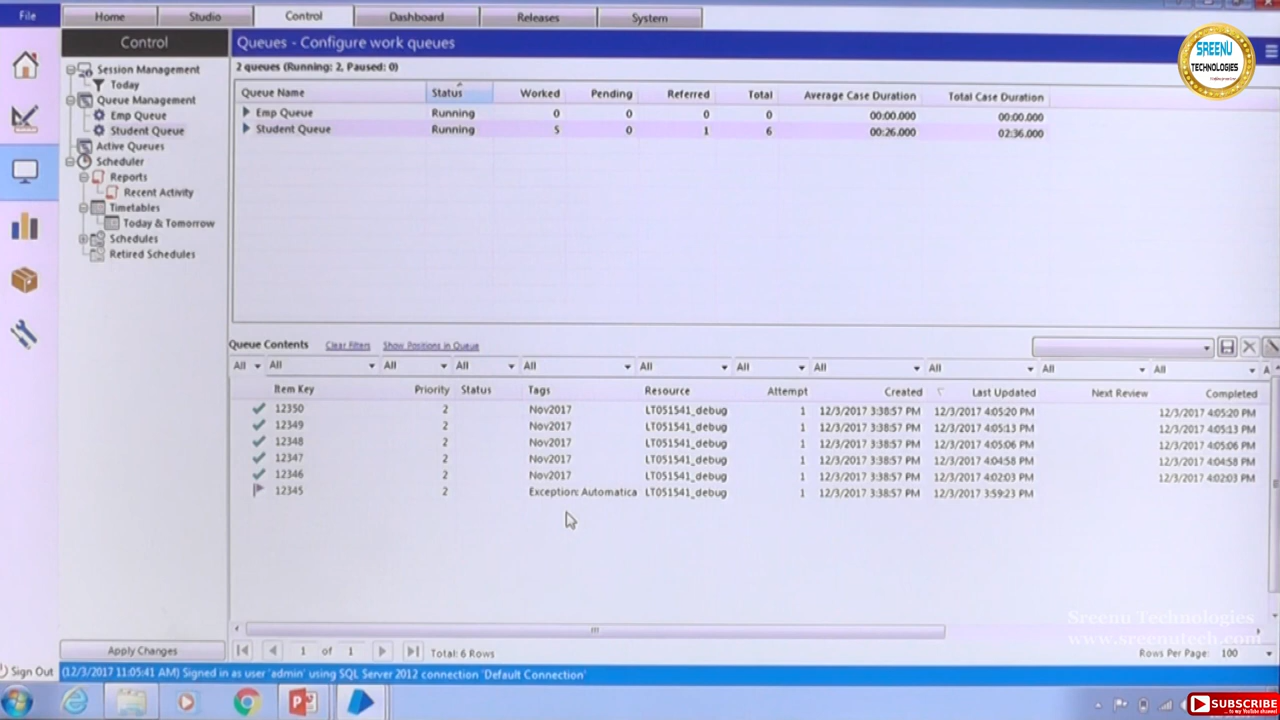 File Home Studio Control Dashboard Releases System
Control
Queues - Configure work queues
SREENU
TECHNOLOGIES
2 queues (Running: 2, Paused: 0)
Session Management
Today
Queue Management
Emp Queue
Student Queue
Active Queues
Scheduler
Reports
Recent Activity
Timetables
Today & Tomorrow
Schedules
Retired Schedules
Queue Name Status Worked Pending Referred Total Average Case Duration Total Case Duration
Emp Queue Running 0 0 0 0 00:00.000 00:00.000
Student Queue Running 5 0 1 6 00:26.000 02:36.000
Queue Contents Clear Filters Show Positions in Queue
All All All All All All All All All All All A
Item Key Priority Status Tags Resource Attempt Created Last Updated Next Review Completed
12350 2 Nov2017 LT051541_debug 1 12/3/2017 3:38:57 PM 12/3/2017 4:05:20 PM 12/3/2017 4:05:20 PM
12349 2 Nov2017 LT051541_debug 1 12/3/2017 3:38:57 PM 12/3/2017 4:05:13 PM 12/3/2017 4:05:13 PM
12348 2 Nov2017 LT051541_debug 1 12/3/2017 3:38:57 PM 12/3/2017 4:05:06 PM 12/3/2017 4:05:06 PM
12347 2 Nov2017 LT051541_debug 1 12/3/2017 3:38:57 PM 12/3/2017 4:04:58 PM 12/3/2017 4:04:58 PM
12346 2 Nov2017 LT051541_debug 1 12/3/2017 3:38:57 PM 12/3/2017 4:02:03 PM 12/3/2017 4:02:03 PM
12345 2 Exception: Automatica LT051541_debug 1 12/3/2017 3:38:57 PM 12/3/2017 3:59:23 PM
Sreenu Technologies
www.sreenutech.com
Apply Changes
1 of 1 Total: 6 Rows Rows Per Page: 100
Sign Out
(12/3/2017 11:05:41 AM) Signed in as user 'admin' using SQL Server 2012 connection 'Default Connection'
SUBSCRIBE
to my YouTube channel